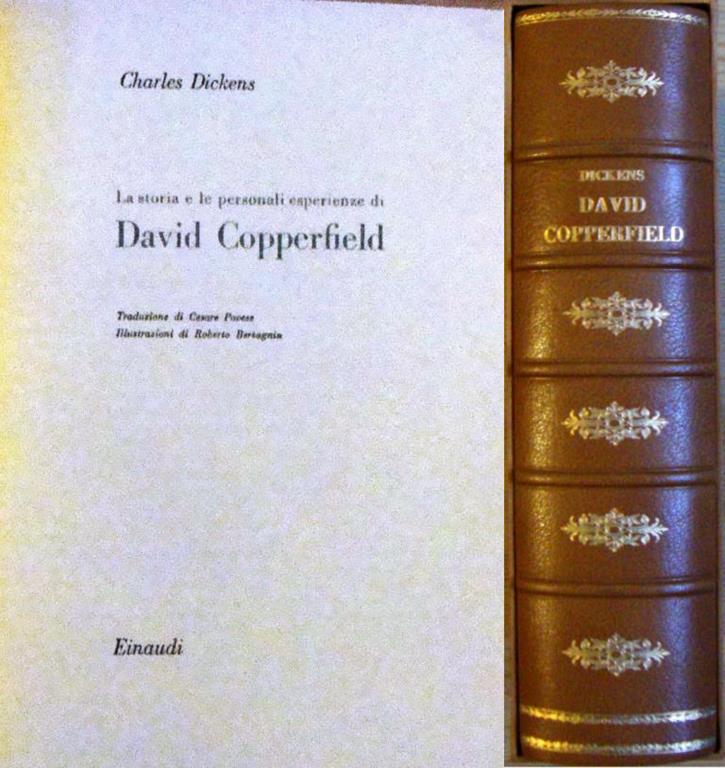 Charles Dickens
La storia e le personali esperienze di
David Copperfield
Traduzione di Cesare Pavese
Illustrazioni di Roberto Bertagnin
Einaudi
DICKENS
DAVID
COPPERFIELD